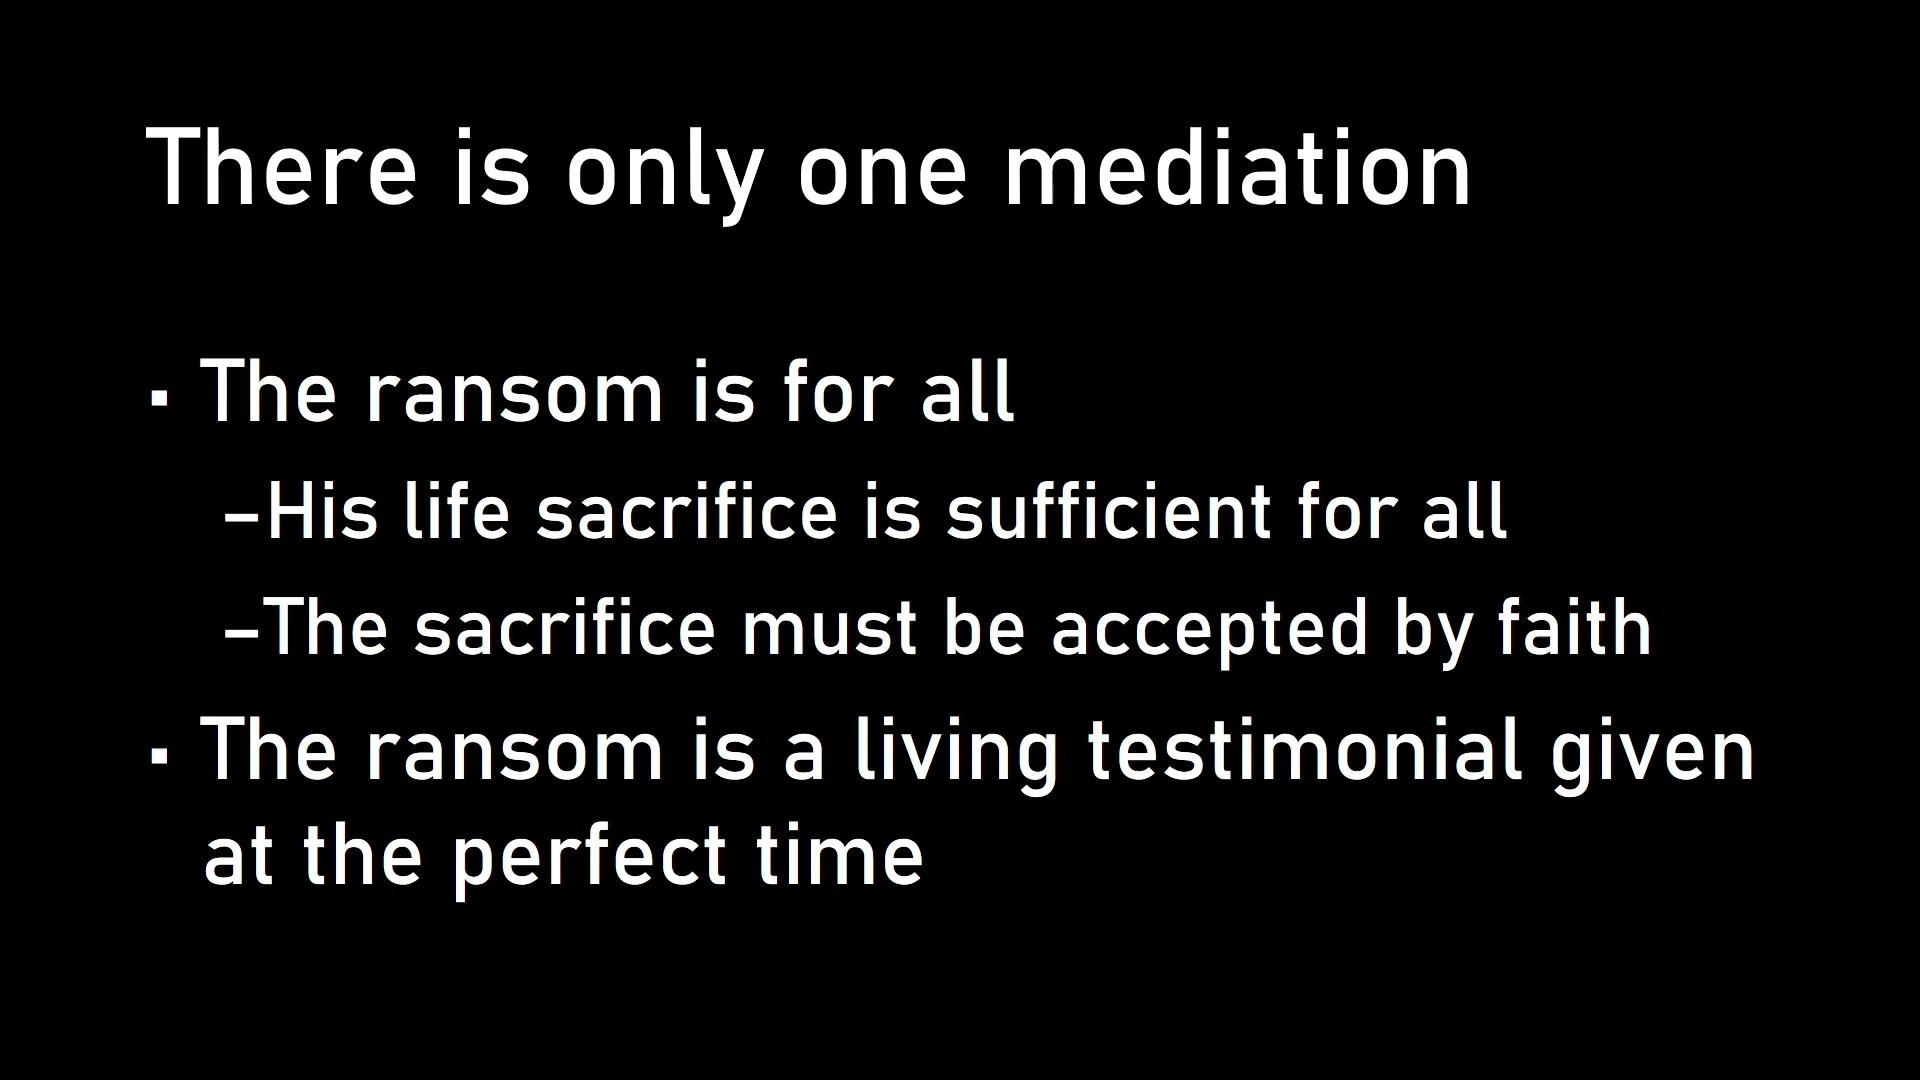 There is only one mediation
▪ The ransom is for all
–His life sacrifice is sufficient for all
–The sacrifice must be accepted by faith
▪ The ransom is a living testimonial given
at the perfect time